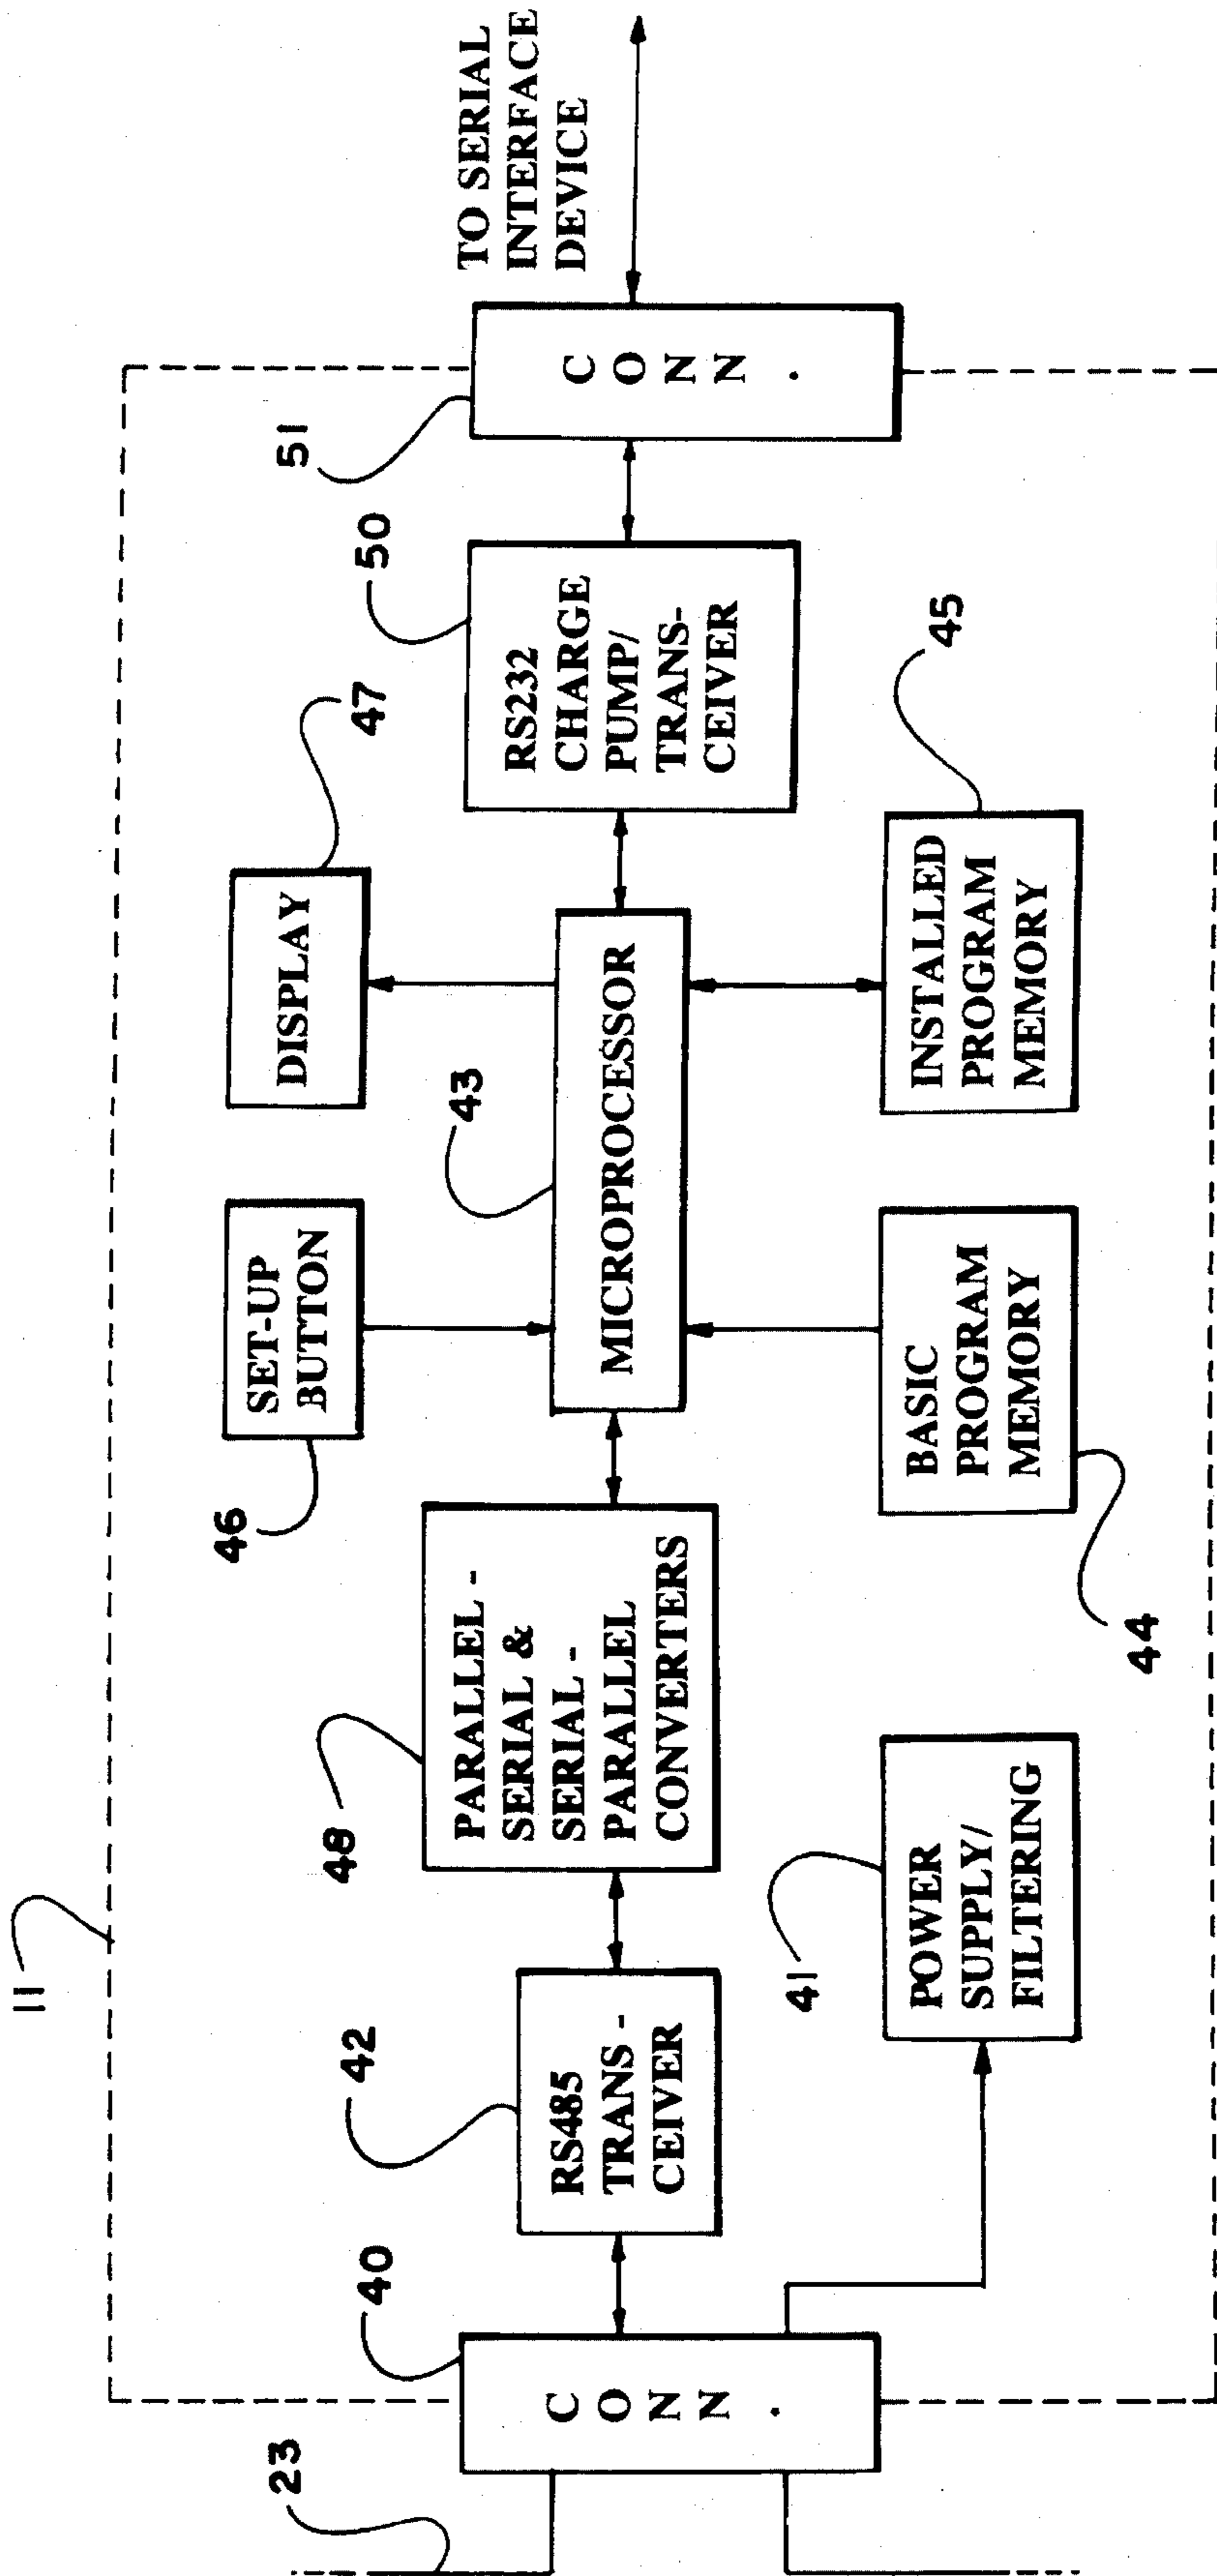 11
23
40
CONN.
42
RS485
TRANS -
CEIVER
48
PARALLEL -
SERIAL &
SERIAL -
PARALLEL
CONVERTERS
41
POWER
SUPPLY/
FILTERING
46
SET-UP
BUTTON
43
MICROPROCESSOR
44
BASIC
PROGRAM
MEMORY
47
DISPLAY
45
INSTALLED
PROGRAM
MEMORY
50
RS232
CHARGE
PUMP/
TRANS-
CEIVER
51
CONN.
TO SERIAL
INTERFACE
DEVICE